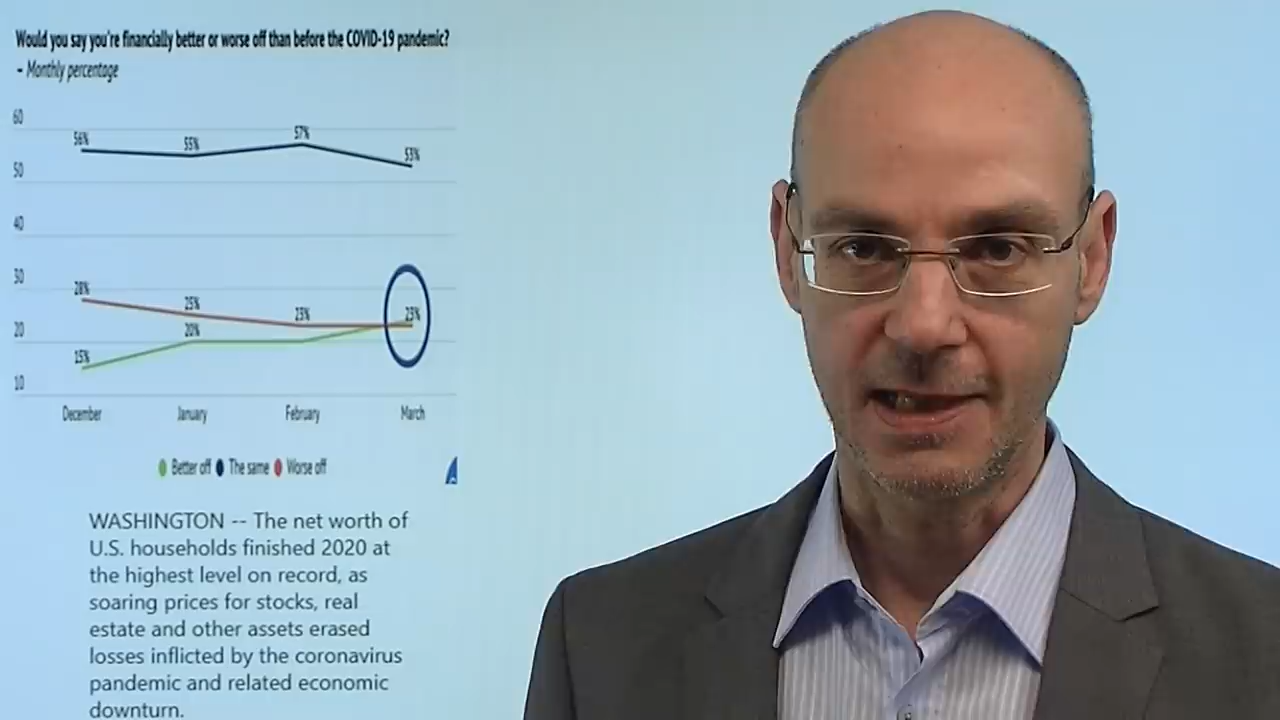 Would you say you're financially better or worse off than before the COVID-19 pandemic?
- Monthly percentage
60
56%
55%
57%
53%
50
40
30
28%
25%
23%
23%
20
20%
15%
10
December January February March
Better off The same Worse off
WASHINGTON -- The net worth of
U.S. households finished 2020 at
the highest level on record, as
soaring prices for stocks, real
estate and other assets erased
losses inflicted by the coronavirus
pandemic and related economic
downturn.